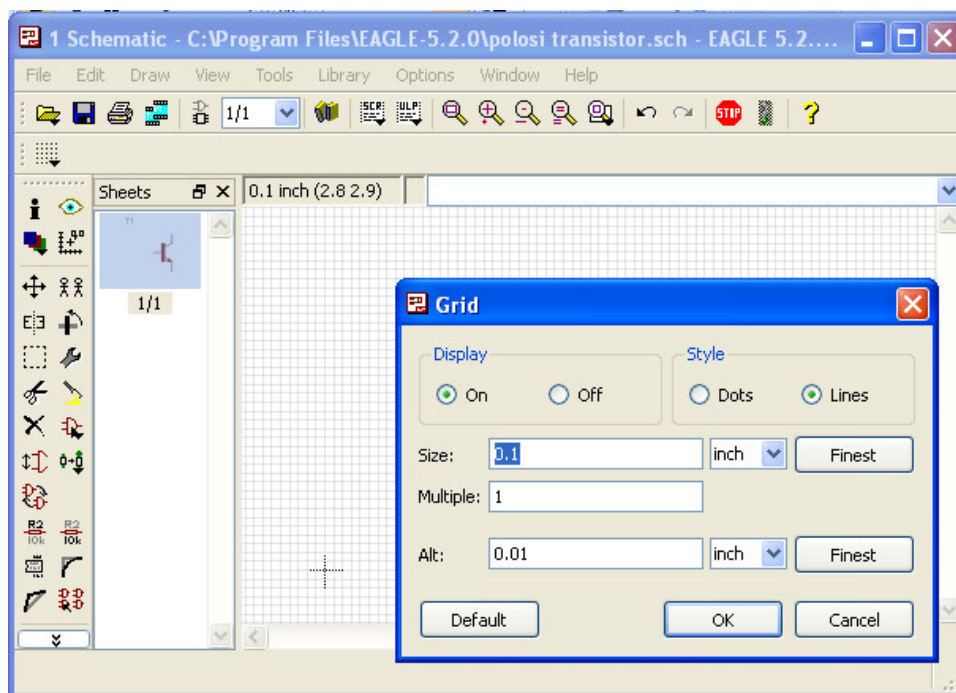 1 Schematic - C:\Program Files\EAGLE-5.2.0\polosi transistor.sch - EAGLE 5.2....
File Edit Draw View Tools Library Options Window Help
1/1 SCR ULP STOP ?
Sheets 0.1 inch (2.8 2.9)
1/1
Grid
Display Style
On Off Dots Lines
Size: 0.1 inch Finest
Multiple: 1
Alt: 0.01 inch Finest
Default OK Cancel
R2 R2
10k 10k